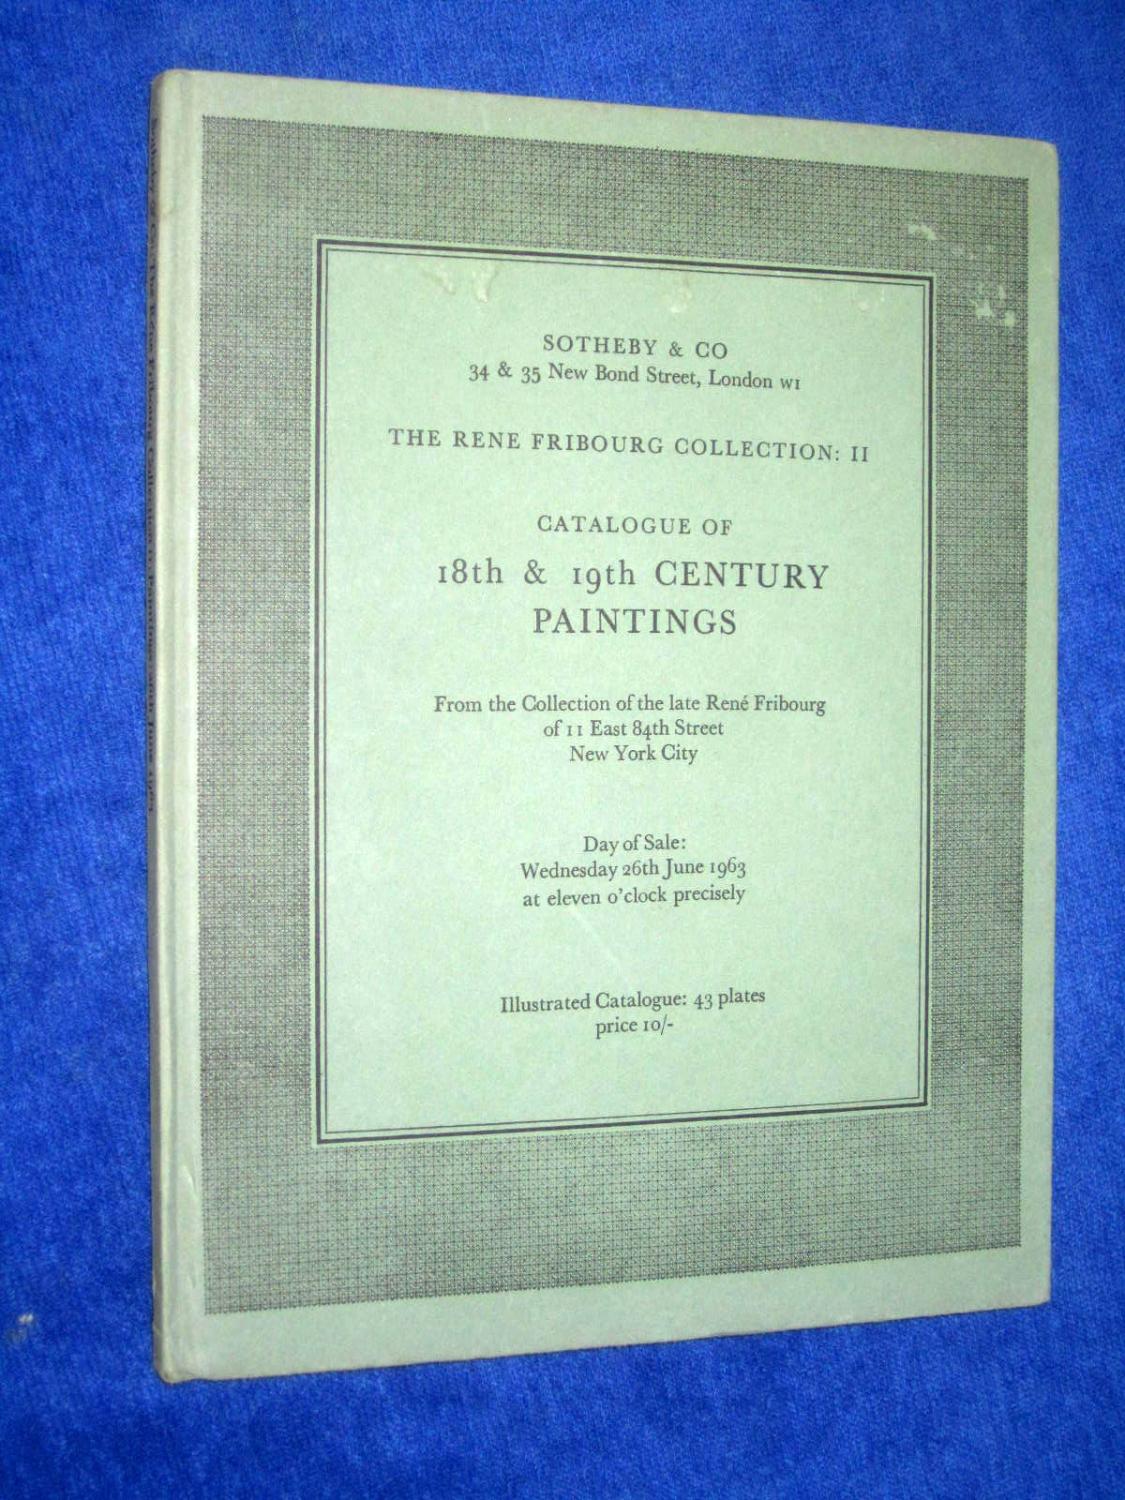 SOTHEBY & CO
34 & 35 New Bond Street, London W1
THE RENE FRIBOURG COLLECTION: II
CATALOGUE OF
18th & 19th CENTURY
PAINTINGS
From the Collection of the late René Fribourg
of 11 East 84th Street
New York City
Day of Sale:
Wednesday 26th June 1963
at eleven o'clock precisely
Illustrated Catalogue: 43 plates
price 10/-